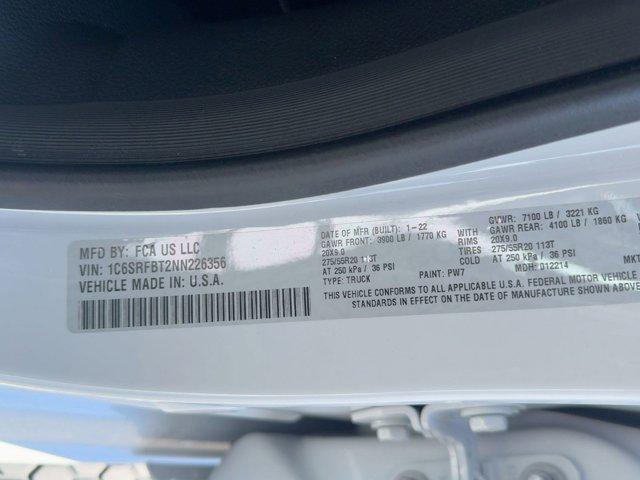 MFD BY: FCA US LLC
VIN: 1C6SRFBT2NN226356
VEHICLE MADE IN: U.S.A.
DATE OF MFR (BUILT): 1-22
GAWR FRONT: 3900 LB / 1770 KG
20X9.0
275/55R20 113T
AT 250 kPa / 36 PSI
TYPE: TRUCK
PAINT: PW7
WITH
RIMS
TIRES
COLD
GVWR: 7100 LB / 3221 KG
GAWR REAR: 4100 LB / 1860 KG
20X9.0
275/55R20 113T
AT 250 kPa / 36 PSI
MDH: 012214
MKT
THIS VEHICLE CONFORMS TO ALL APPLICABLE U.S.A. FEDERAL MOTOR VEHICLE
STANDARDS IN EFFECT ON THE DATE OF MANUFACTURE SHOWN ABOVE